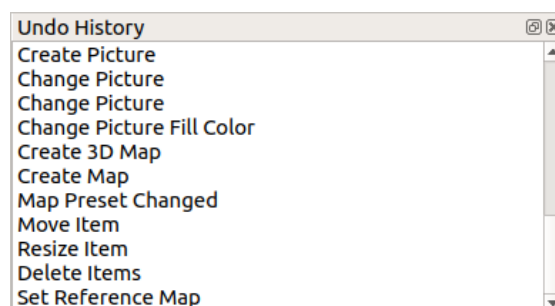 Undo History
Create Picture
Change Picture
Change Picture
Change Picture Fill Color
Create 3D Map
Create Map
Map Preset Changed
Move Item
Resize Item
Delete Items
Set Reference Map